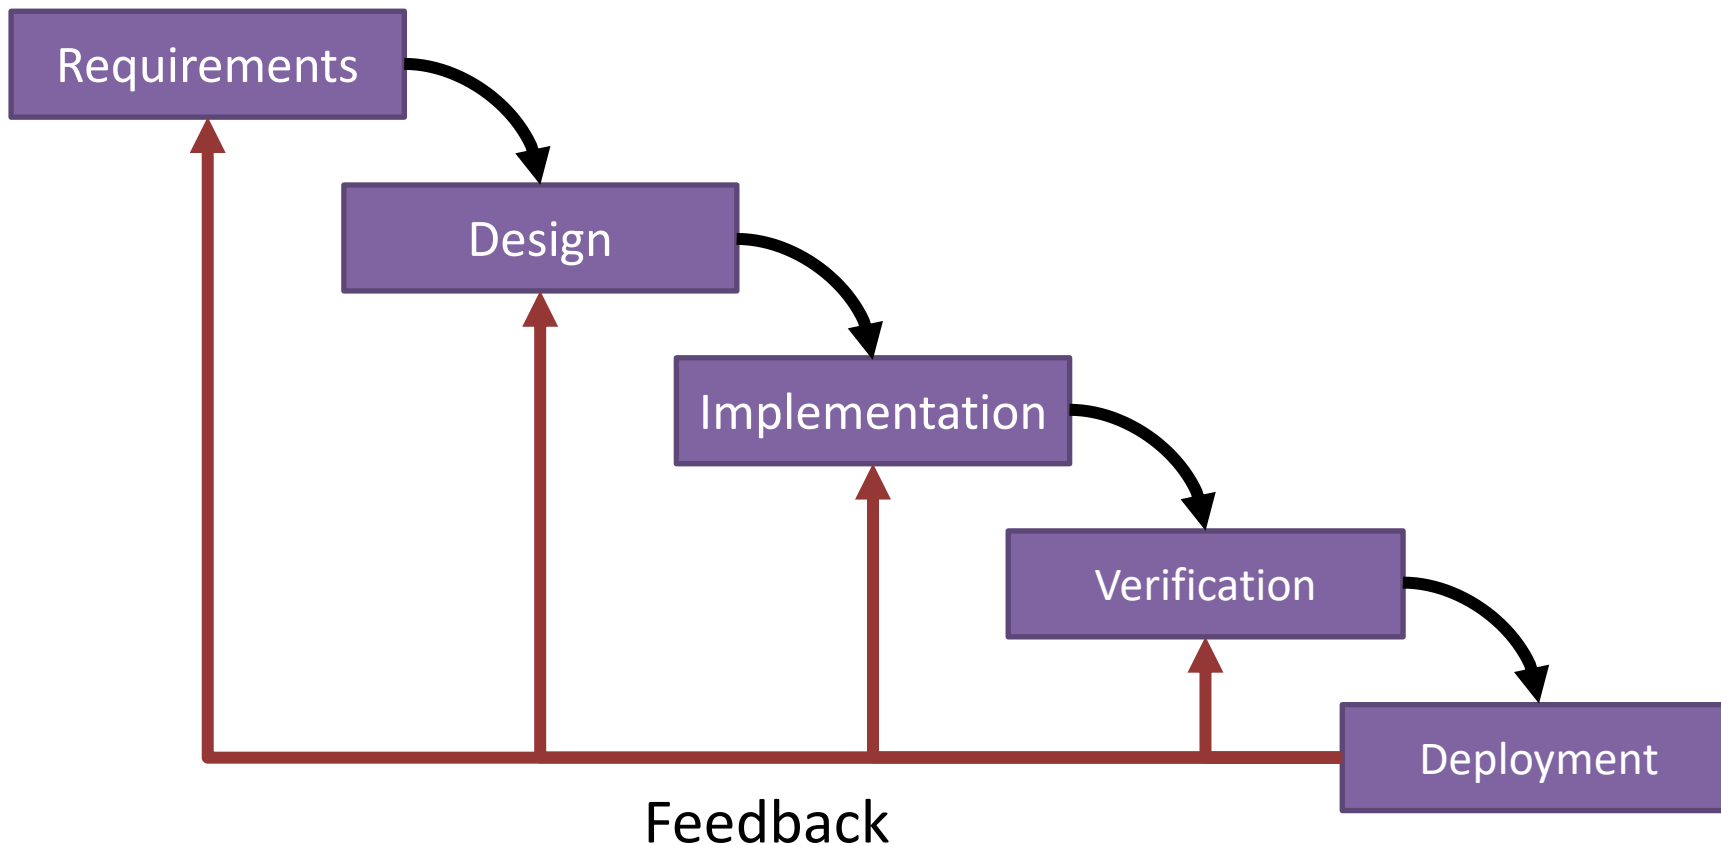 Requirements
Design
Implementation
Verification
Deployment
Feedback